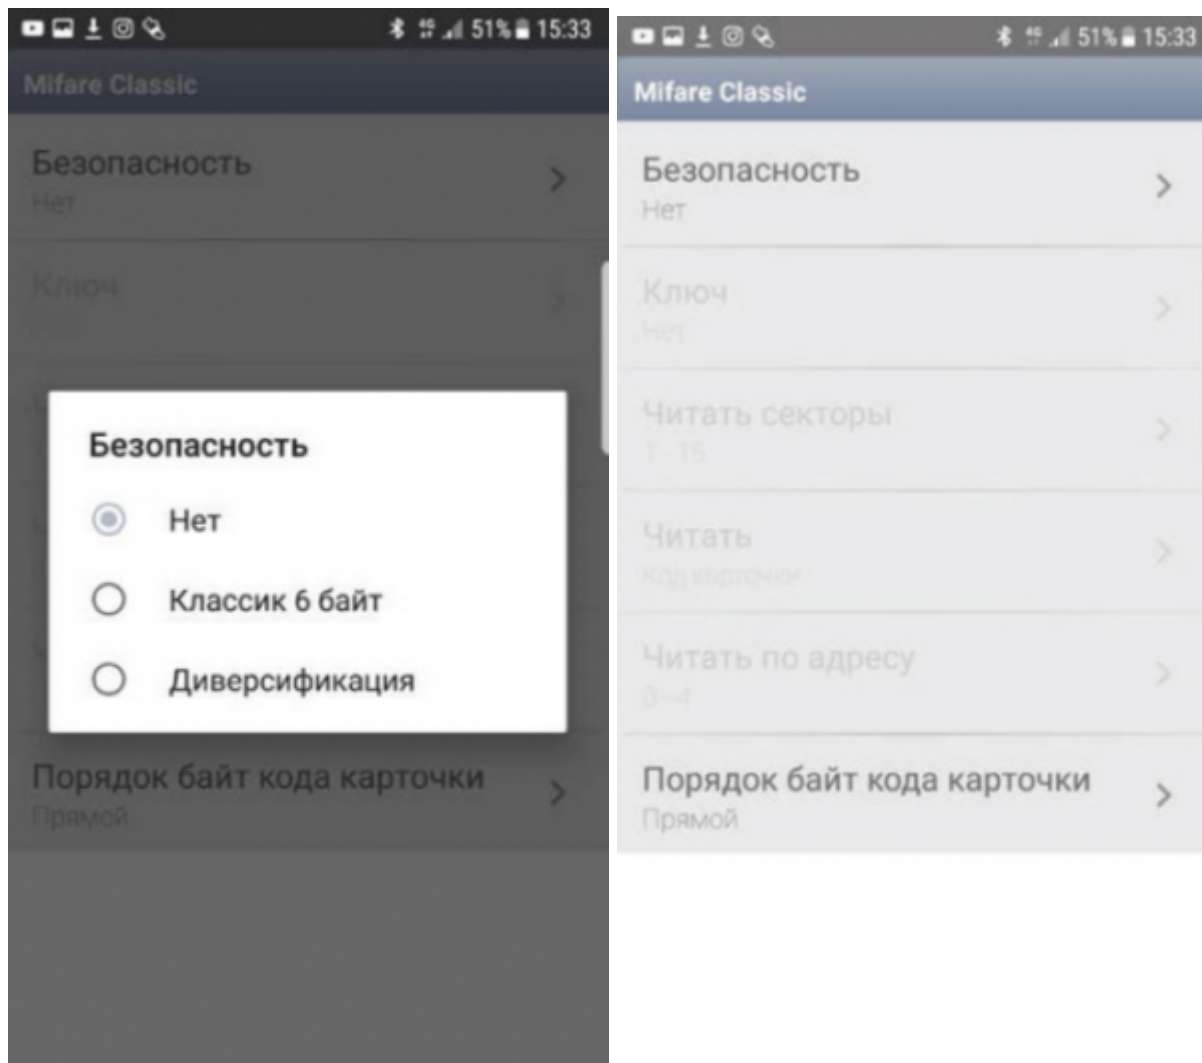 51% 15:33
Mifare Classic
Безопасность
Нет
Ключ
Безопасность
Нет
Классик 6 байт
Диверсификация
Порядок байт кода карточки
Прямой
4G 51% 15:33
Mifare Classic
Безопасность
Нет
Ключ
Нет
Читать секторы
1–15
Читать
Код карточки
Читать по адресу
0–4
Порядок байт кода карточки
Прямой